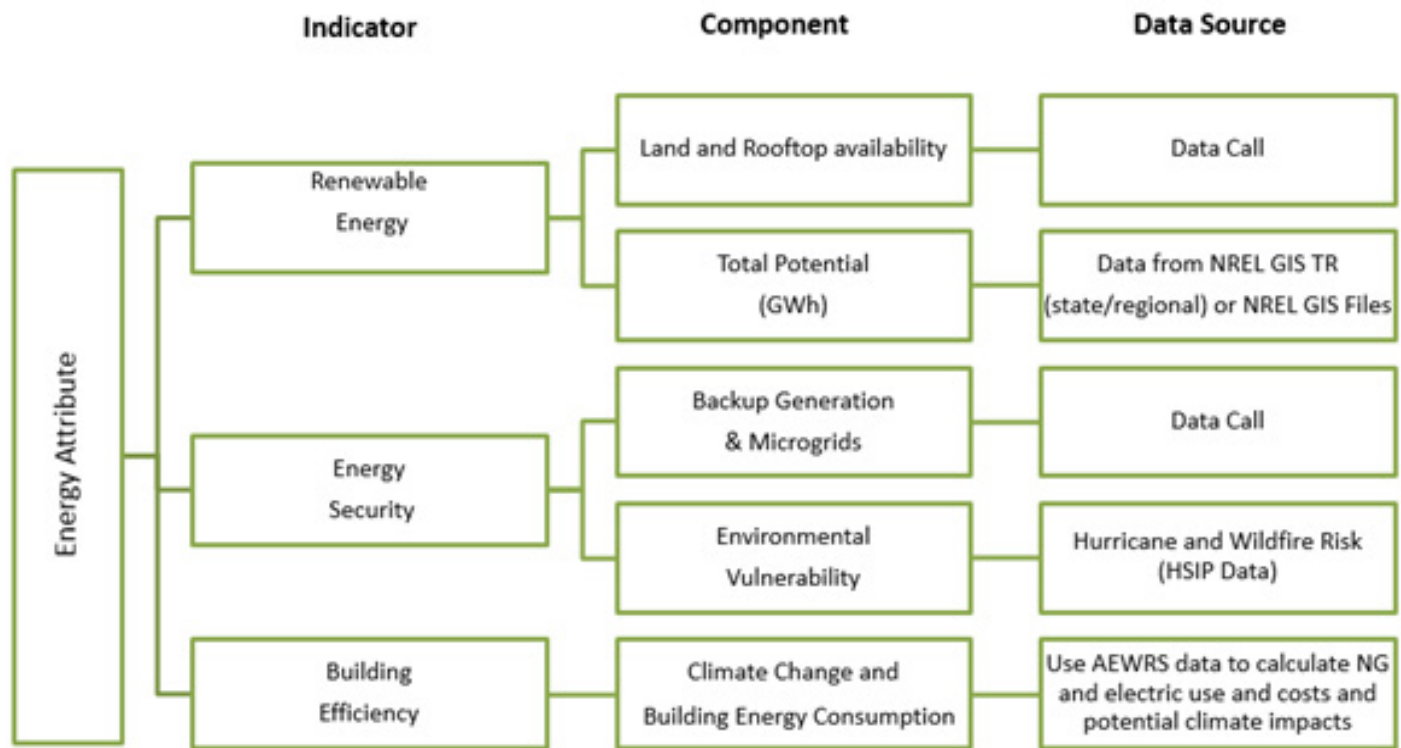 Indicator
Component
Data Source
Energy Attribute
Renewable
Energy
Land and Rooftop availability
Data Call
Total Potential
(GWh)
Data from NREL GIS TR
(state/regional) or NREL GIS Files
Energy
Security
Backup Generation
& Microgrids
Data Call
Environmental
Vulnerability
Hurricane and Wildfire Risk
(HSIP Data)
Building
Efficiency
Climate Change and
Building Energy Consumption
Use AEWRS data to calculate NG
and electric use and costs and
potential climate impacts